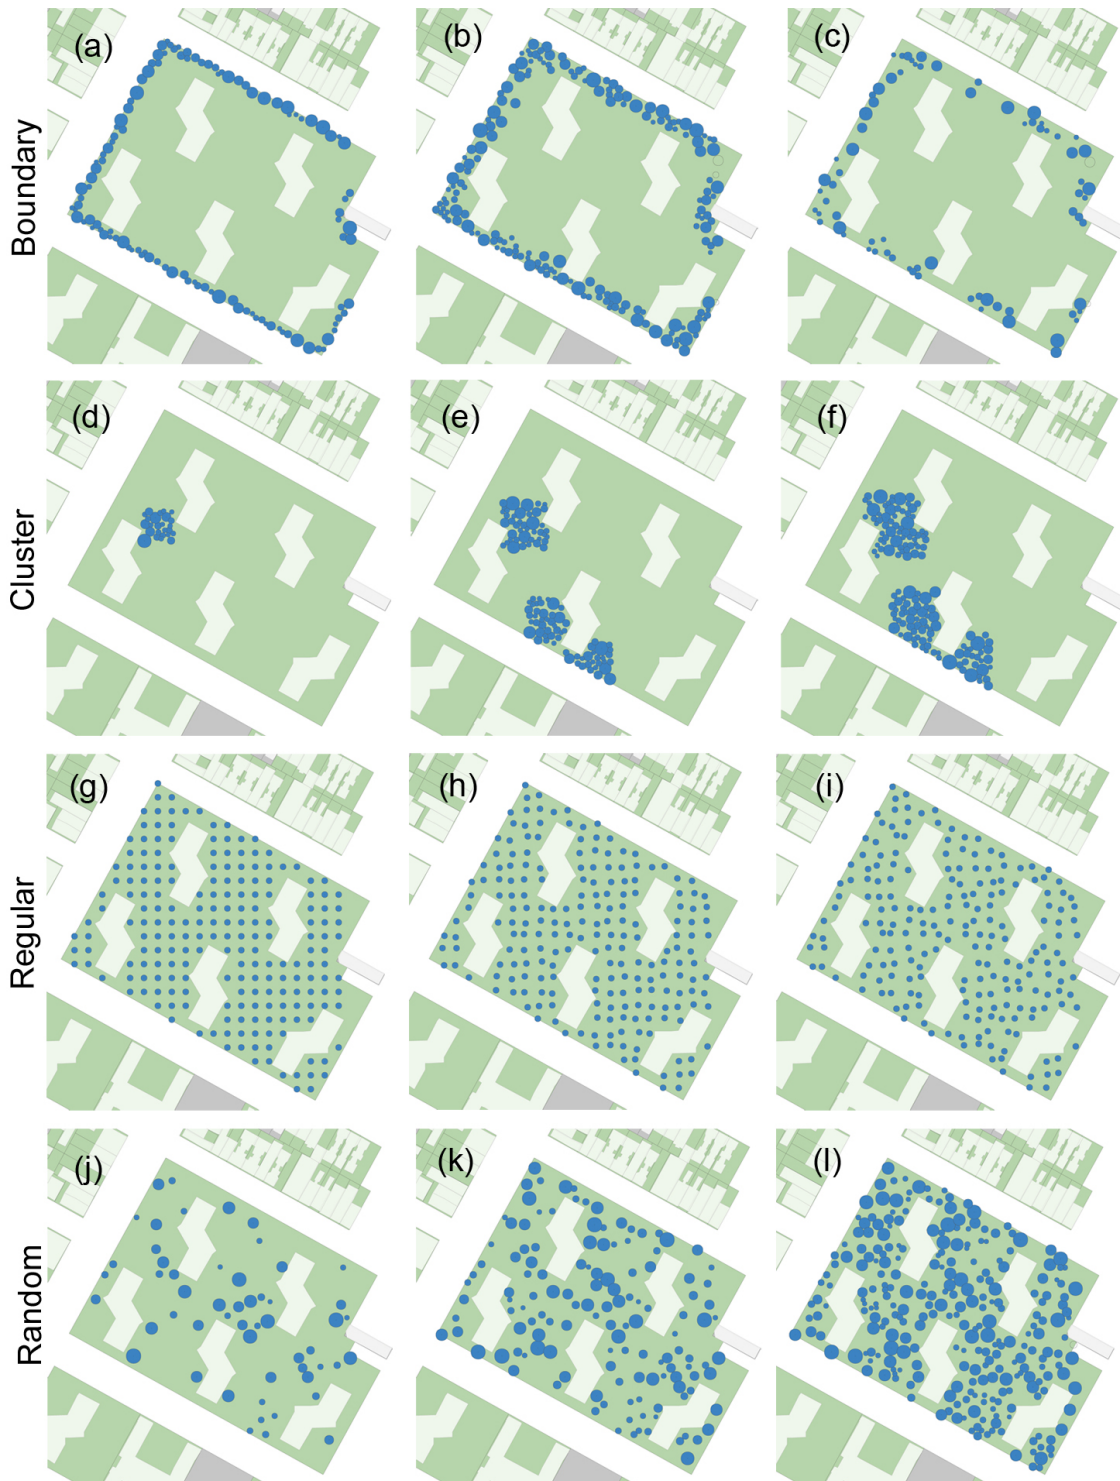 (a) (b) (c)
Boundary
(d) (e) (f)
Cluster
(g) (h) (i)
Regular
(j) (k) (l)
Random